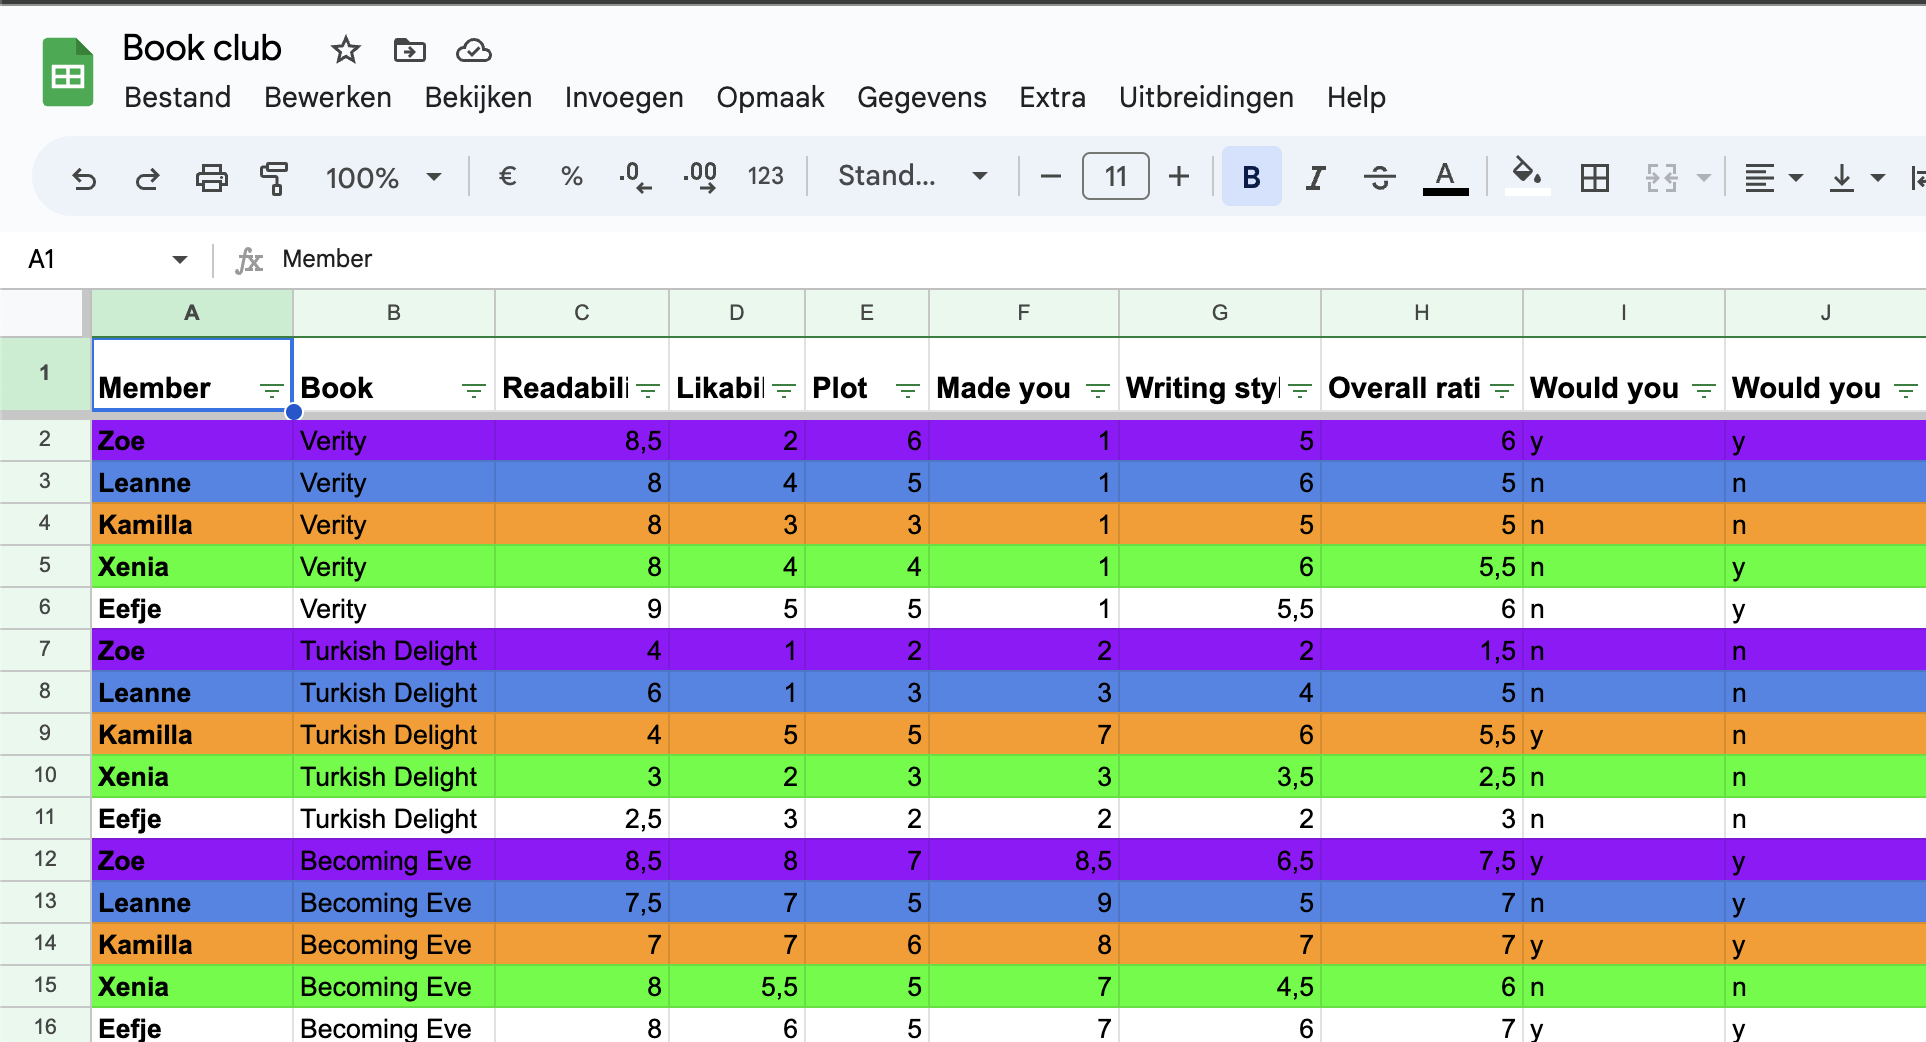 Book club
Bestand Bewerken Bekijken Invoegen Opmaak Gegevens Extra Uitbreidingen Help
100% € % .0 .00 123 Stand... 11 B I S A
A1 fx Member
A B C D E F G H I J
1 Member Book Readabili Likabil Plot Made you Writing styl Overall rati Would you Would you
2 Zoe Verity 8,5 2 6 1 5 6 y y
3 Leanne Verity 8 4 5 1 6 5 n n
4 Kamilla Verity 8 3 3 1 5 5 n n
5 Xenia Verity 8 4 4 1 6 5,5 n y
6 Eefje Verity 9 5 5 1 5,5 6 n y
7 Zoe Turkish Delight 4 1 2 2 2 1,5 n n
8 Leanne Turkish Delight 6 1 3 3 4 5 n n
9 Kamilla Turkish Delight 4 5 5 7 6 5,5 y n
10 Xenia Turkish Delight 3 2 3 3 3,5 2,5 n n
11 Eefje Turkish Delight 2,5 3 2 2 2 3 n n
12 Zoe Becoming Eve 8,5 8 7 8,5 6,5 7,5 y y
13 Leanne Becoming Eve 7,5 7 5 9 5 7 n y
14 Kamilla Becoming Eve 7 7 6 8 7 7 y y
15 Xenia Becoming Eve 8 5,5 5 7 4,5 6 n n
16 Eefje Becoming Eve 8 6 5 7 6 7 y y